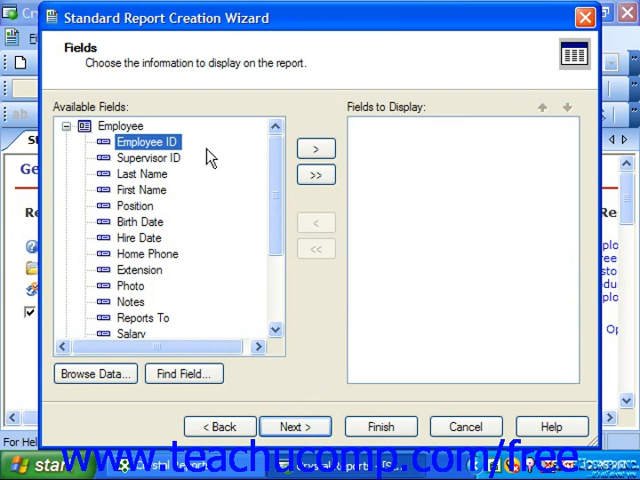 Standard Report Creation Wizard
Fields
Choose the information to display on the report.
Available Fields:
Fields to Display:
Employee
Employee ID
Supervisor ID
Last Name
First Name
Position
Birth Date
Hire Date
Home Phone
Extension
Photo
Notes
Reports To
Salary
>
>>
<
<<
Browse Data...
Find Field...
< Back
Next >
Finish
Cancel
Help
For Hel
www.teachucomp.com/free
start